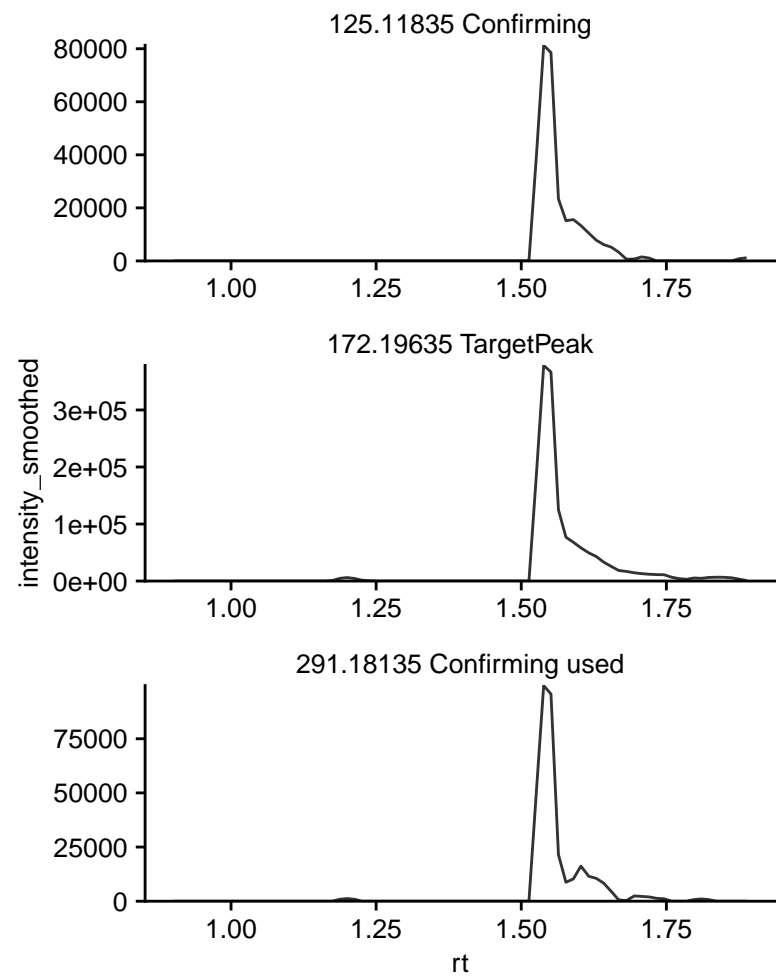 125.11835 Confirming
80000
60000
40000
20000
0
1.00 1.25 1.50 1.75
172.19635 TargetPeak
intensity_smoothed
3e+05
2e+05
1e+05
0e+00
1.00 1.25 1.50 1.75
291.18135 Confirming used
75000
50000
25000
0
1.00 1.25 1.50 1.75
rt